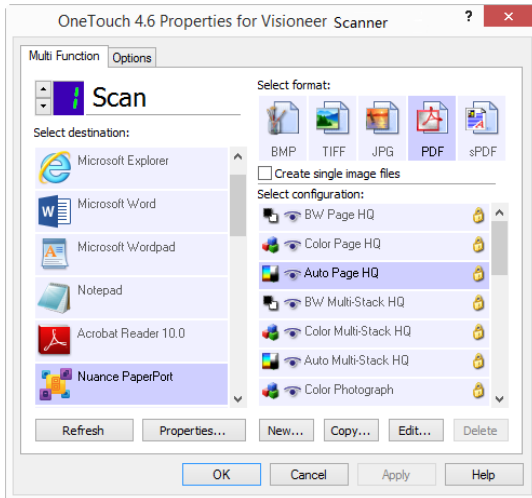 OneTouch 4.6 Properties for Visioneer Scanner
? ×
Multi Function
Options
1 Scan
Select destination:
Microsoft Explorer
Microsoft Word
Microsoft Wordpad
Notepad
Acrobat Reader 10.0
Nuance PaperPort
Refresh
Properties...
Select format:
BMP TIFF JPG PDF sPDF
Create single image files
Select configuration:
BW Page HQ
Color Page HQ
Auto Page HQ
BW Multi-Stack HQ
Color Multi-Stack HQ
Auto Multi-Stack HQ
Color Photograph
New... Copy... Edit... Delete
OK Cancel Apply Help